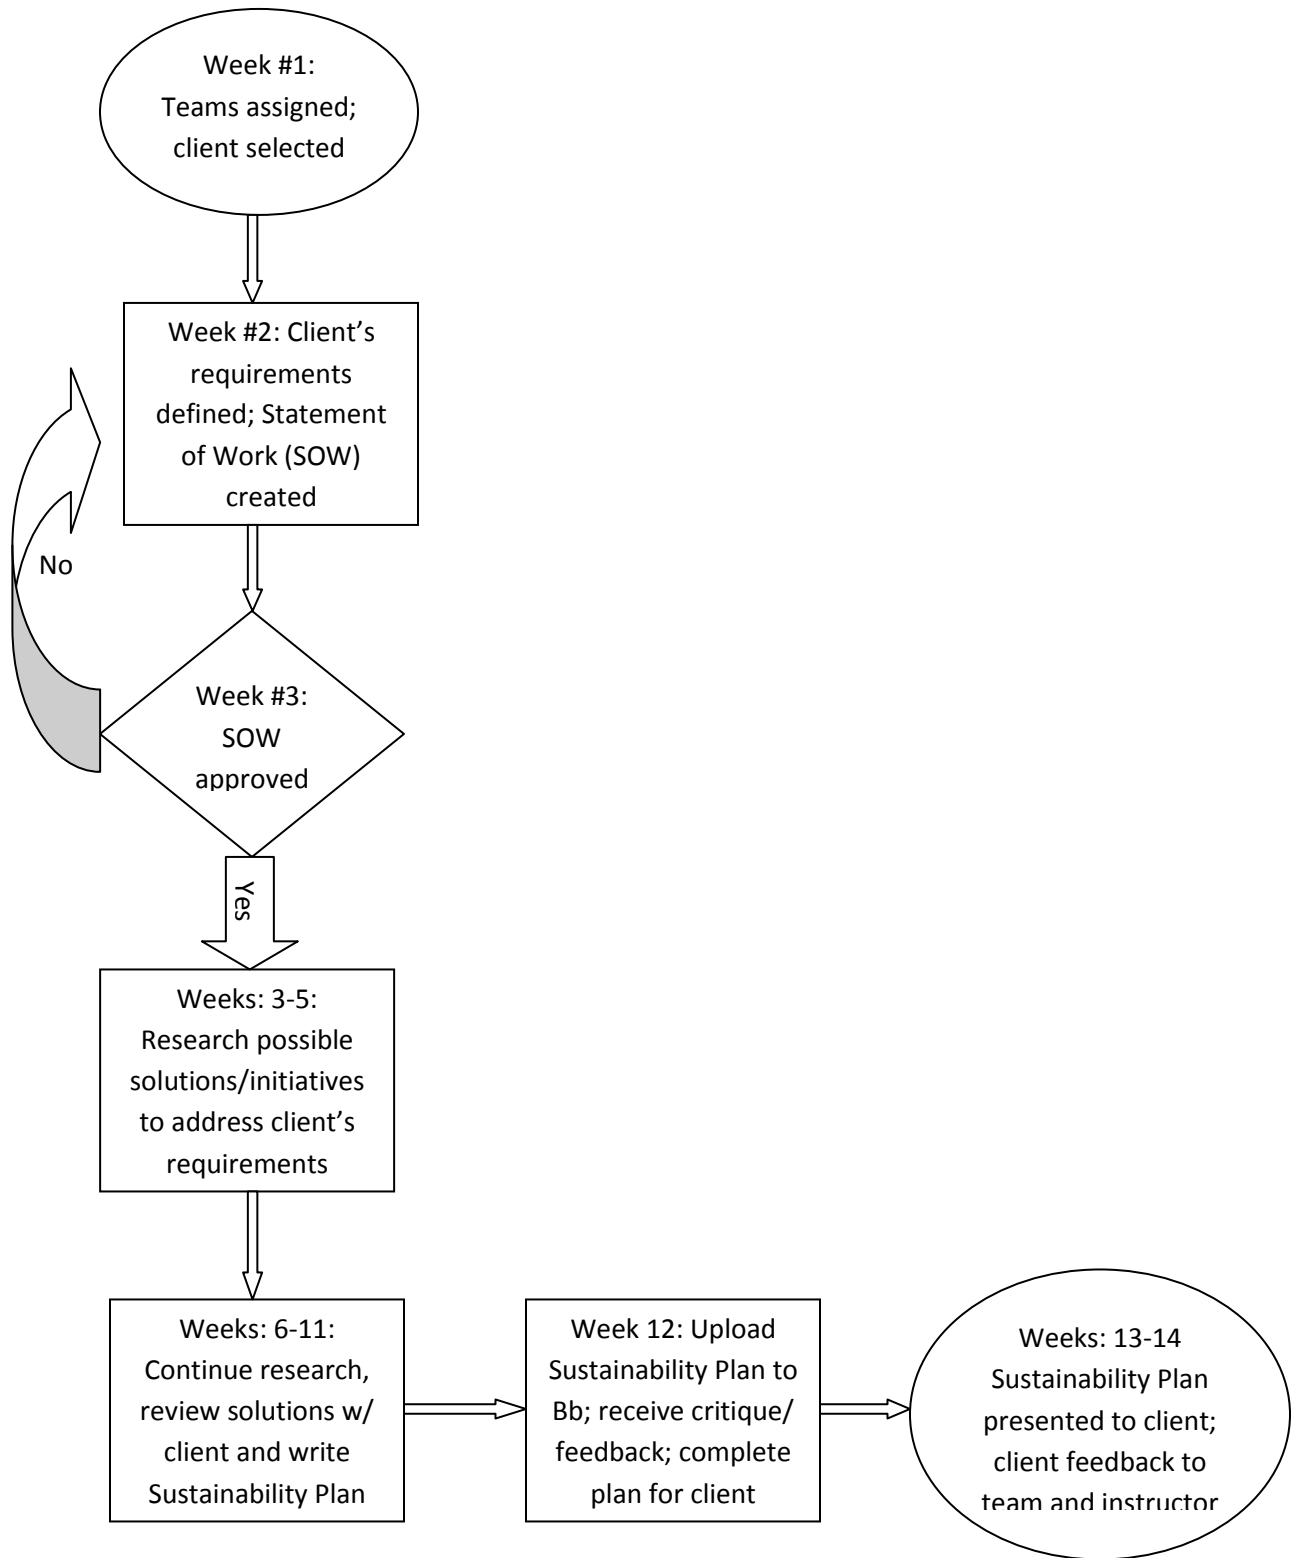 Week #1:
Teams assigned;
client selected
Week #2: Client’s
requirements
defined; Statement
of Work (SOW)
created
No
Week #3:
SOW
approved
Yes
Weeks: 3-5:
Research possible
solutions/initiatives
to address client’s
requirements
Weeks: 6-11:
Continue research,
review solutions w/
client and write
Sustainability Plan
Week 12: Upload
Sustainability Plan to
Bb; receive critique/
feedback; complete
plan for client
Weeks: 13-14
Sustainability Plan
presented to client;
client feedback to
team and instructor